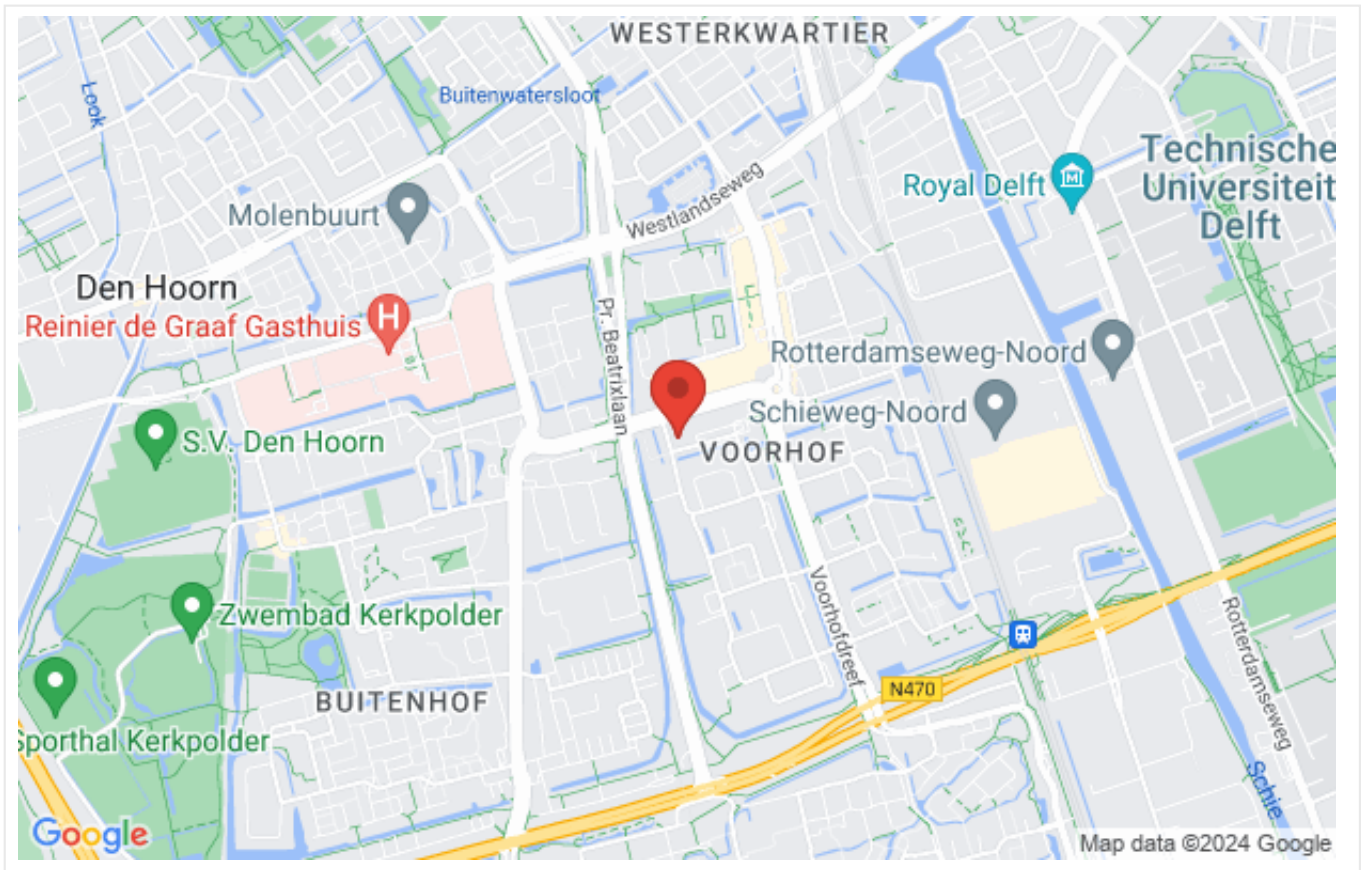 WESTERKWARTIER
Look
Buitenwatersloot
Technische
Universiteit
Delft
Royal Delft
Molenbuurt
Westlandseweg
Den Hoorn
Reinier de Graaf Gasthuis
H
Pr. Beatrixlaan
Rotterdamseweg-Noord
Schieweg-Noord
S.V. Den Hoorn
VOORHOF
Zwembad Kerkpolder
Voorhofdreef
Rotterdamseweg
N470
BUITENHOF
Sporthal Kerkpolder
Schie
Google
Map data ©2024 Google